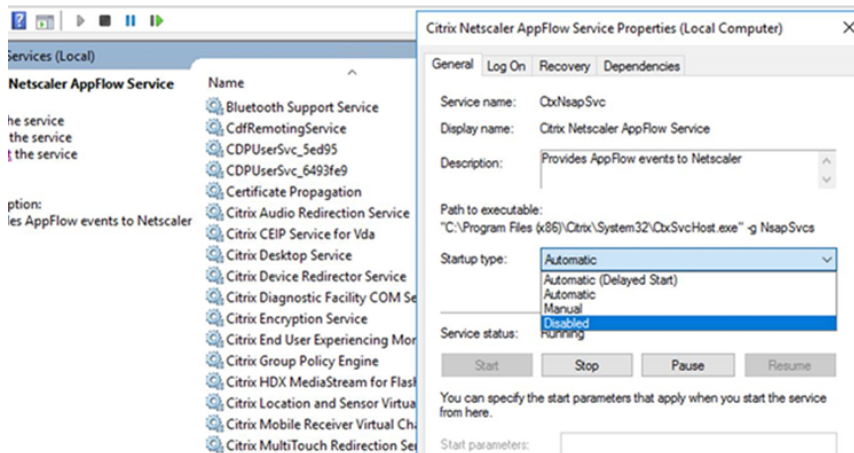 Services (Local)
Netscaler AppFlow Service
he service
the service
t the service
ption:
les AppFlow events to Netscaler
Name
Bluetooth Support Service
CdfRemotingService
CDPUserSvc_5ed95
CDPUserSvc_6493fe9
Certificate Propagation
Citrix Audio Redirection Service
Citrix CEIP Service for Vda
Citrix Desktop Service
Citrix Device Redirector Service
Citrix Diagnostic Facility COM Se
Citrix Encryption Service
Citrix End User Experiencing Mor
Citrix Group Policy Engine
Citrix HDX MediaStream for Flash
Citrix Location and Sensor Virtua
Citrix Mobile Receiver Virtual Cha
Citrix MultiTouch Redirection Ser
Citrix Netscaler AppFlow Service Properties (Local Computer)
General Log On Recovery Dependencies
Service name: CtxNsapSvc
Display name: Citrix Netscaler AppFlow Service
Description: Provides AppFlow events to Netscaler
Path to executable:
"C:\Program Files (x86)\Citrix\System32\CtxSvcHost.exe" -g NsapSvcs
Startup type: Automatic
Automatic (Delayed Start)
Automatic
Manual
Disabled
Service status: Running
Start Stop Pause Resume
You can specify the start parameters that apply when you start the service
from here.
Start parameters: